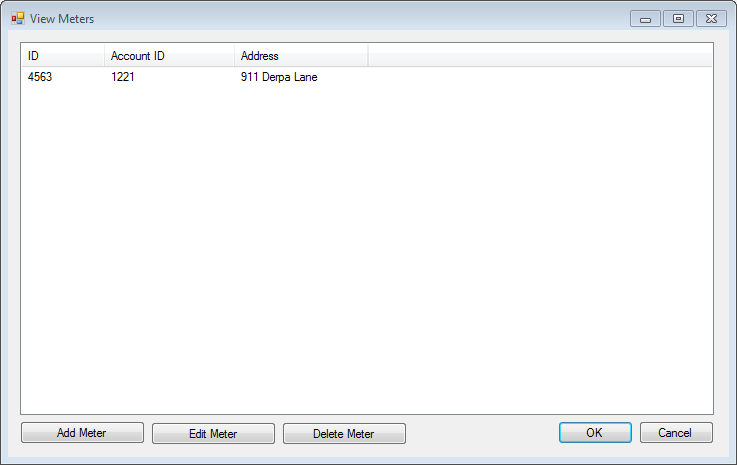 View Meters
ID Account ID Address
4563 1221 911 Derpa Lane
Add Meter Edit Meter Delete Meter OK Cancel